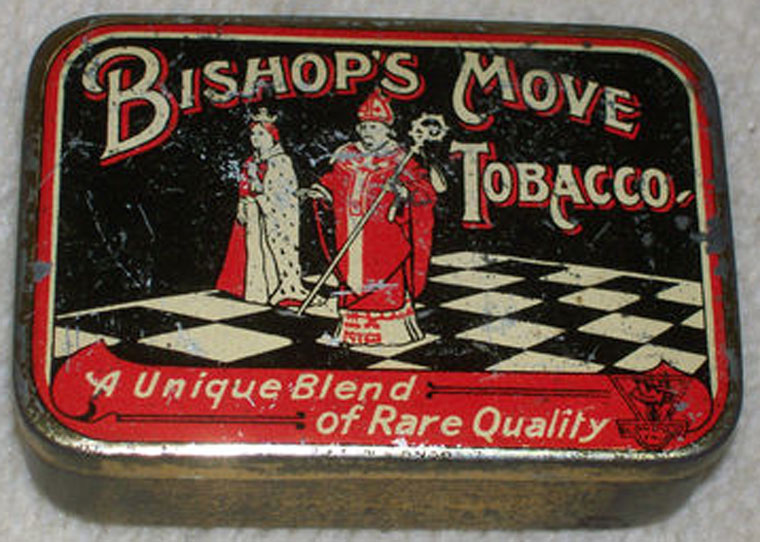 BISHOP'S MOVE
TOBACCO
A Unique Blend
of Rare Quality